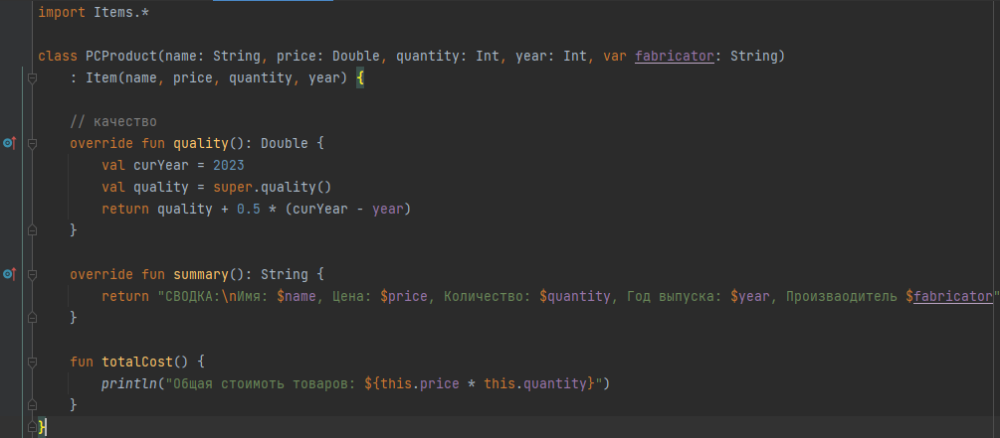 import Items.*
class PCProduct(name: String, price: Double, quantity: Int, year: Int, var fabricator: String)
: Item(name, price, quantity, year) {
// качество
override fun quality(): Double {
val curYear = 2023
val quality = super.quality()
return quality + 0.5 * (curYear - year)
}
override fun summary(): String {
return "СВОДКА:\nИмя: $name, Цена: $price, Количество: $quantity, Год выпуска: $year, Произваодитель $fabricator"
}
fun totalCost() {
println("Общая стоимоть товаров: ${this.price * this.quantity}")
}
}